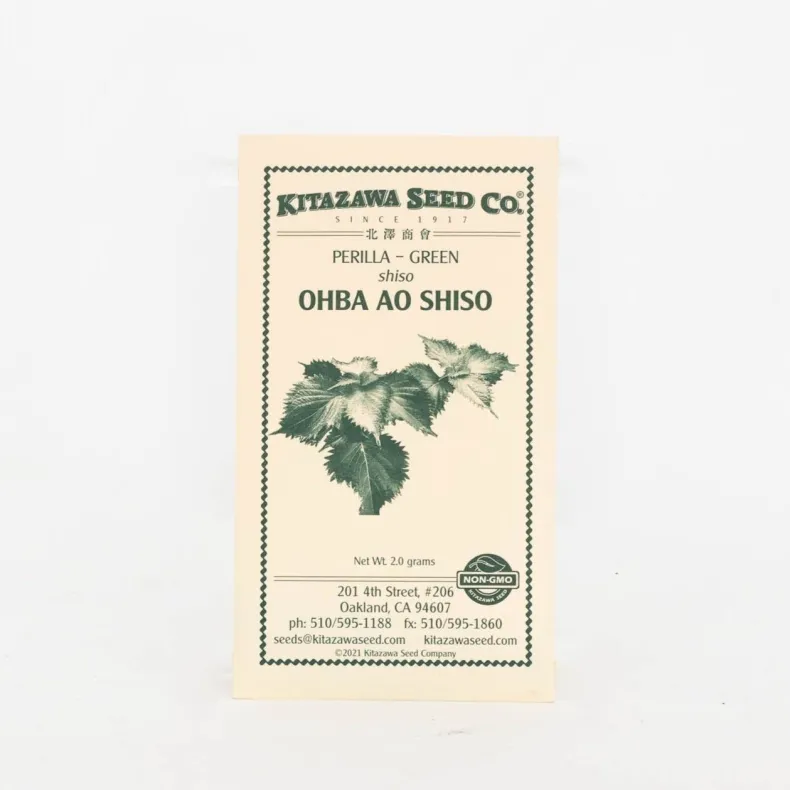 KITAZAWA SEED CO.®
SINCE 1917
北澤商會
PERILLA – GREEN
shiso
OHBA AO SHISO
Net Wt. 2.0 grams
NON-GMO
KITAZAWA SEED
201 4th Street, #206
Oakland, CA 94607
ph: 510/595-1188 fx: 510/595-1860
seeds@kitazawaseed.com kitazawaseed.com
©2021 Kitazawa Seed Company